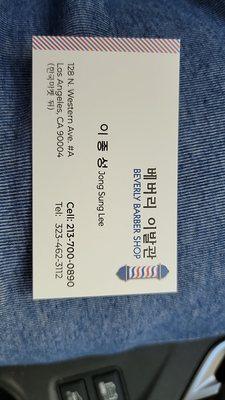 베버리 이발관
BEVERLY BARBER SHOP
이 종 성 Jong Sung Lee
128 N. Western Ave. #A
Los Angeles, CA 90004
(한국마켓 뒤)
Cell: 213-700-0890
Tel: 323-462-3112